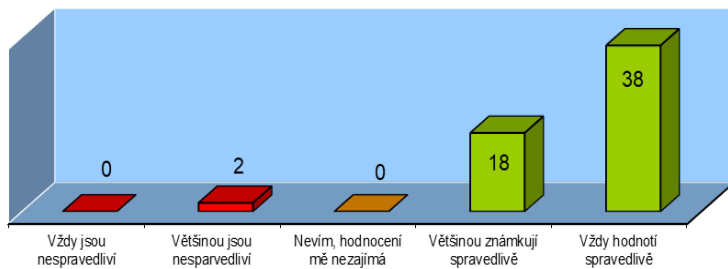 0
2
0
18
38
Vždy jsou
nespravedliví
Většinou jsou
nesparvedliví
Nevím, hodnocení
mě nezajímá
Většinou známkují
spravedlivě
Vždy hodnotí
spravedlivě